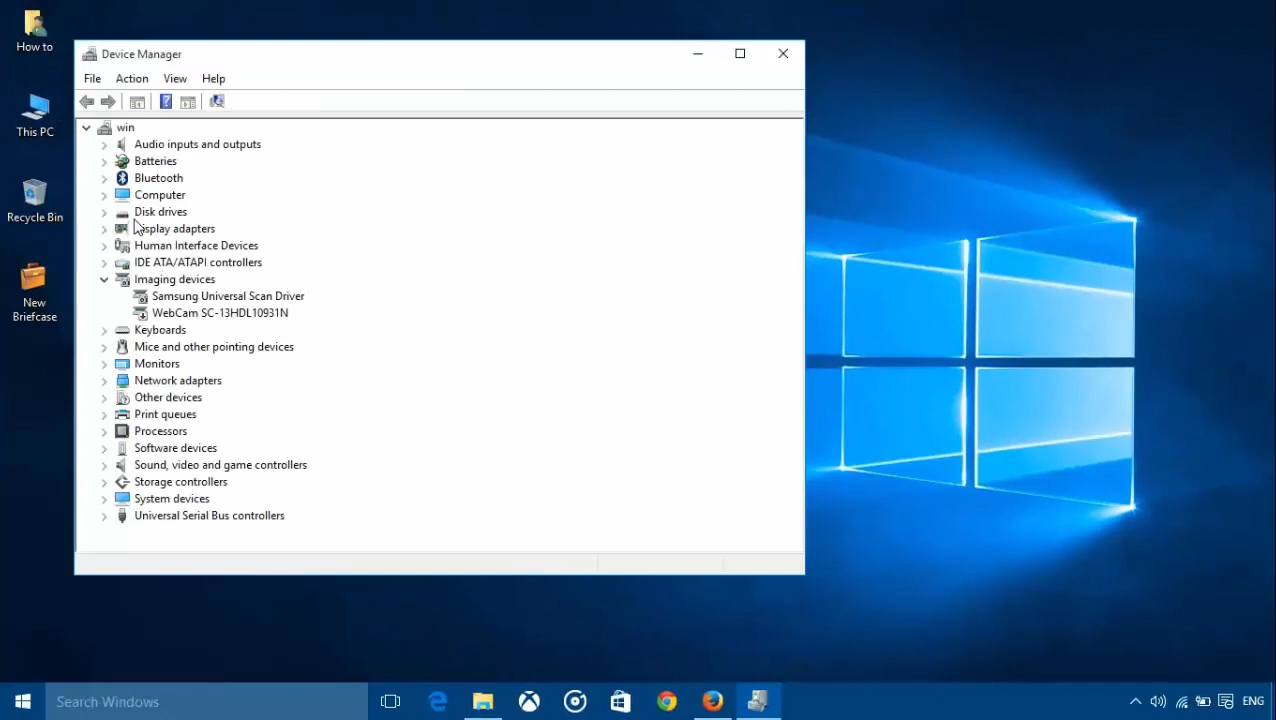 How to
This PC
Recycle Bin
New
Briefcase
Device Manager
File Action View Help
win
Audio inputs and outputs
Batteries
Bluetooth
Computer
Disk drives
Display adapters
Human Interface Devices
IDE ATA/ATAPI controllers
Imaging devices
Samsung Universal Scan Driver
WebCam SC-13HDL10931N
Keyboards
Mice and other pointing devices
Monitors
Network adapters
Other devices
Print queues
Processors
Software devices
Sound, video and game controllers
Storage controllers
System devices
Universal Serial Bus controllers
Search Windows
ENG